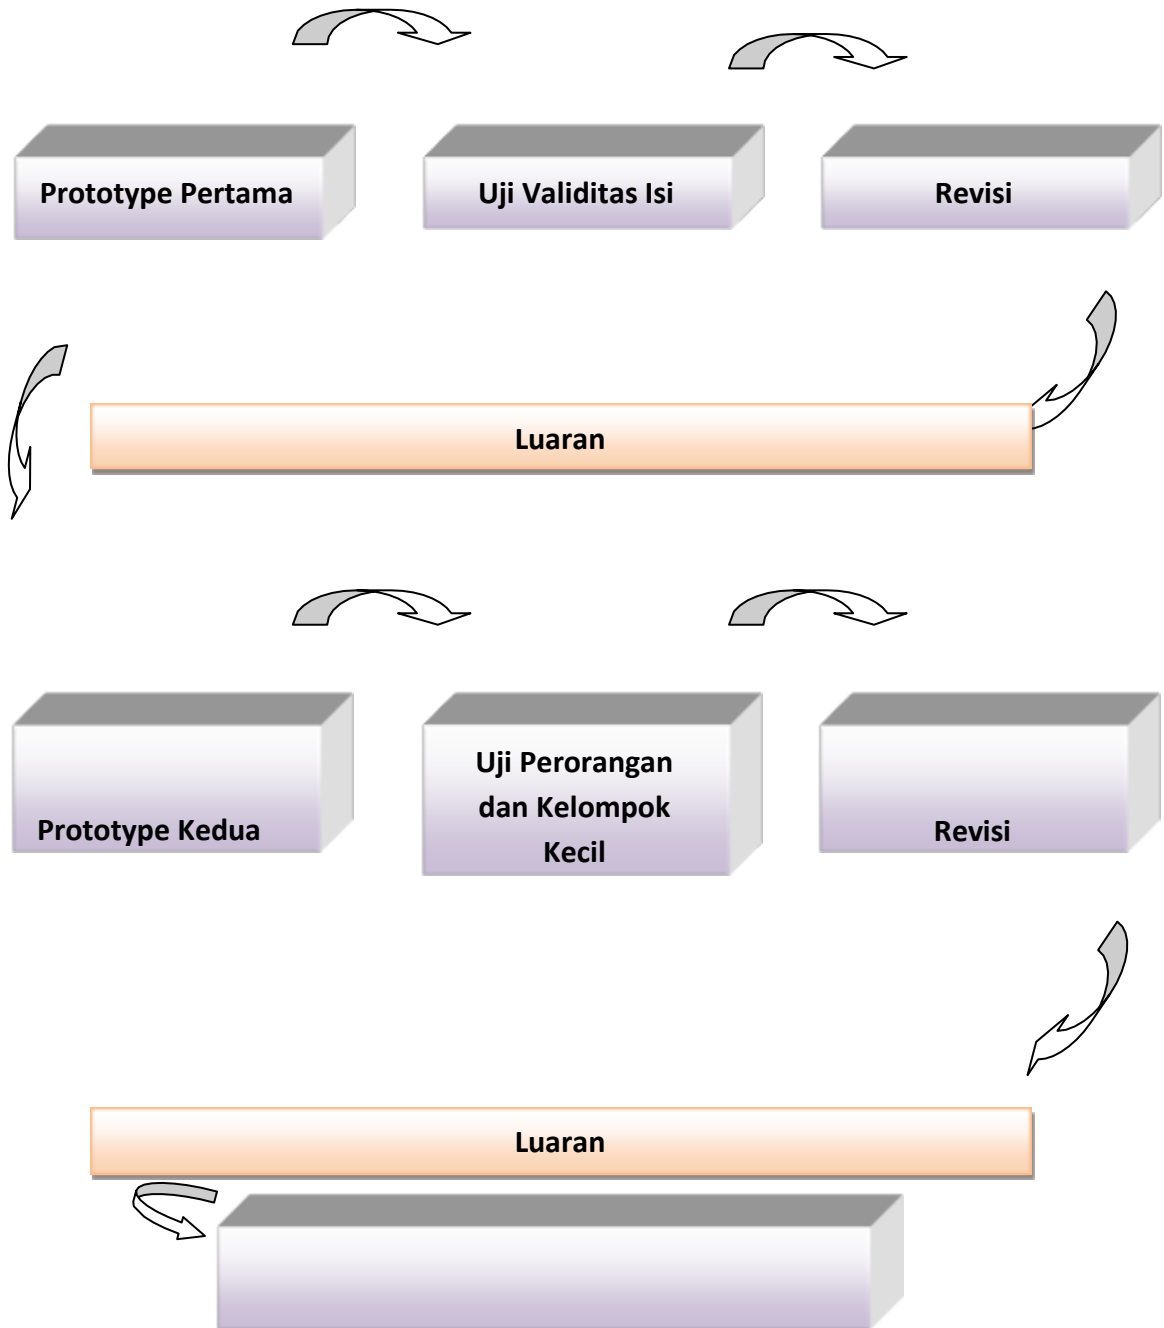 Prototype Pertama
Uji Validitas Isi
Revisi
Luaran
Prototype Kedua
Uji Perorangan
dan Kelompok
Kecil
Revisi
Luaran